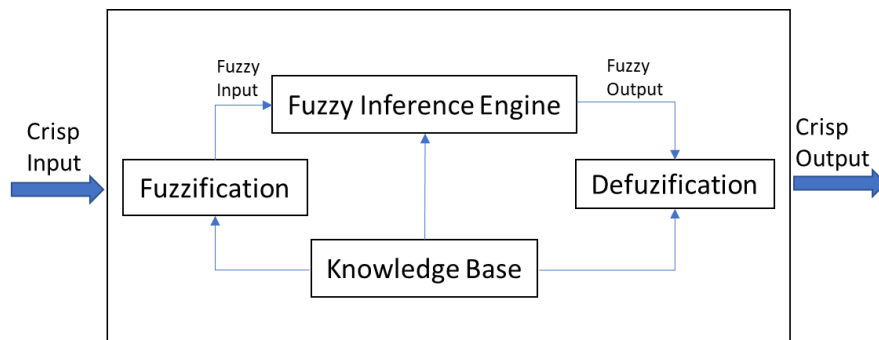 Fuzzy
Input
Fuzzy Inference Engine
Fuzzy
Output
Crisp
Input
Crisp
Output
Fuzzification
Defuzification
Knowledge Base